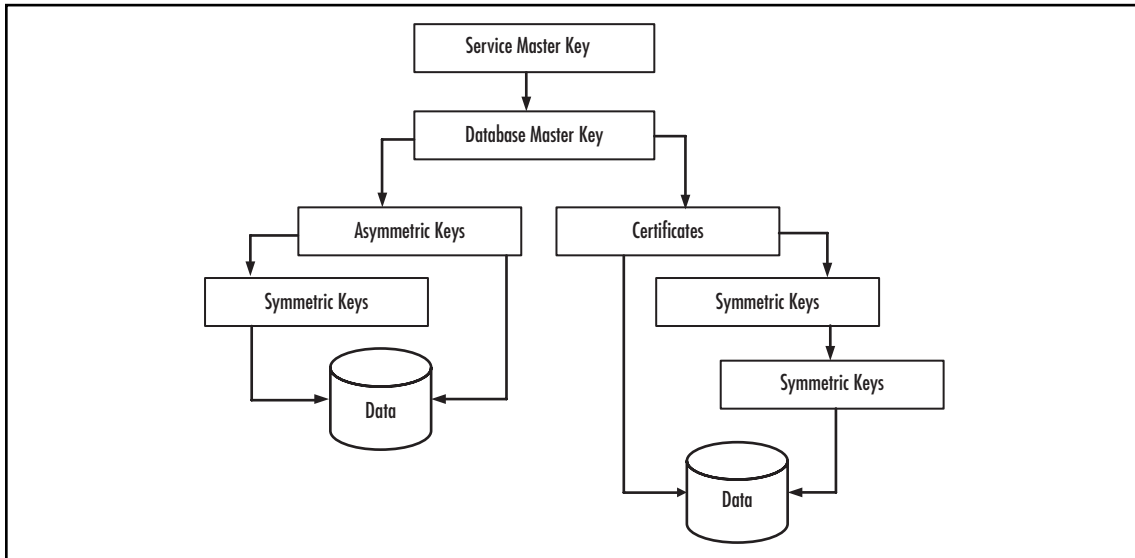 Service Master Key
Database Master Key
Asymmetric Keys
Certificates
Symmetric Keys
Symmetric Keys
Symmetric Keys
Data
Data